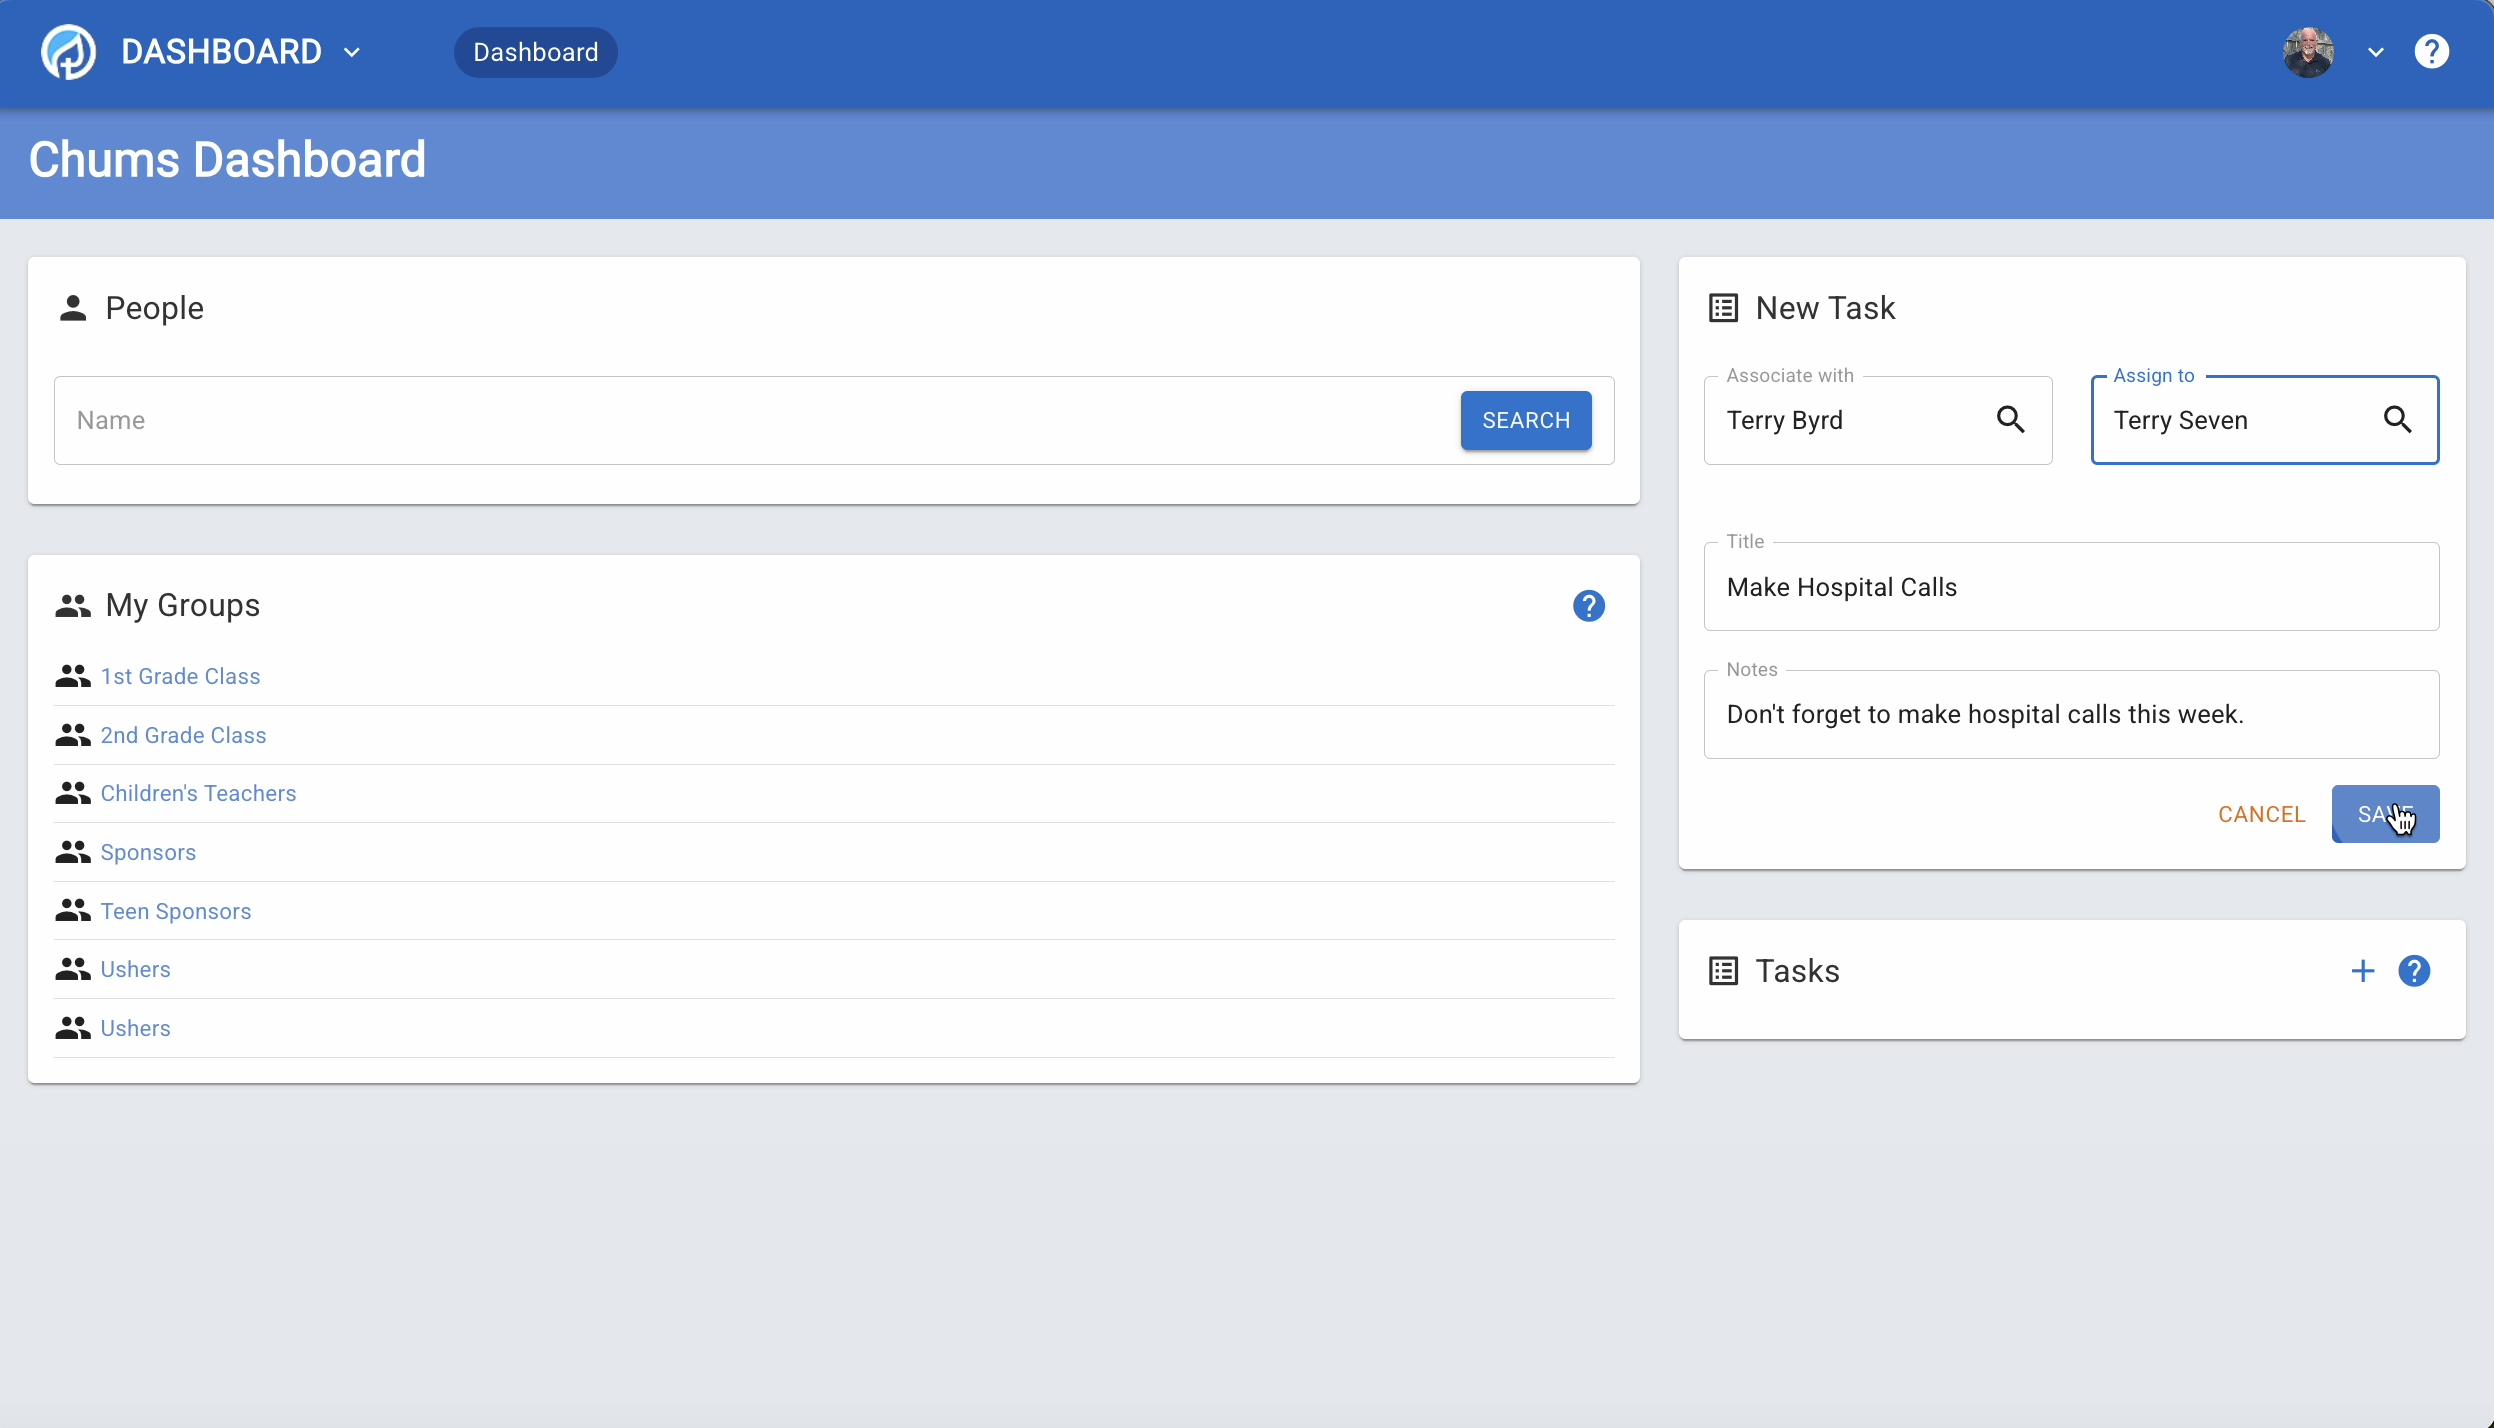 DASHBOARD
Dashboard
Chums Dashboard
People
Name
SEARCH
My Groups
1st Grade Class
2nd Grade Class
Children's Teachers
Sponsors
Teen Sponsors
Ushers
Ushers
New Task
Associate with
Terry Byrd
Assign to
Terry Seven
Title
Make Hospital Calls
Notes
Don't forget to make hospital calls this week.
CANCEL
SAVE
Tasks